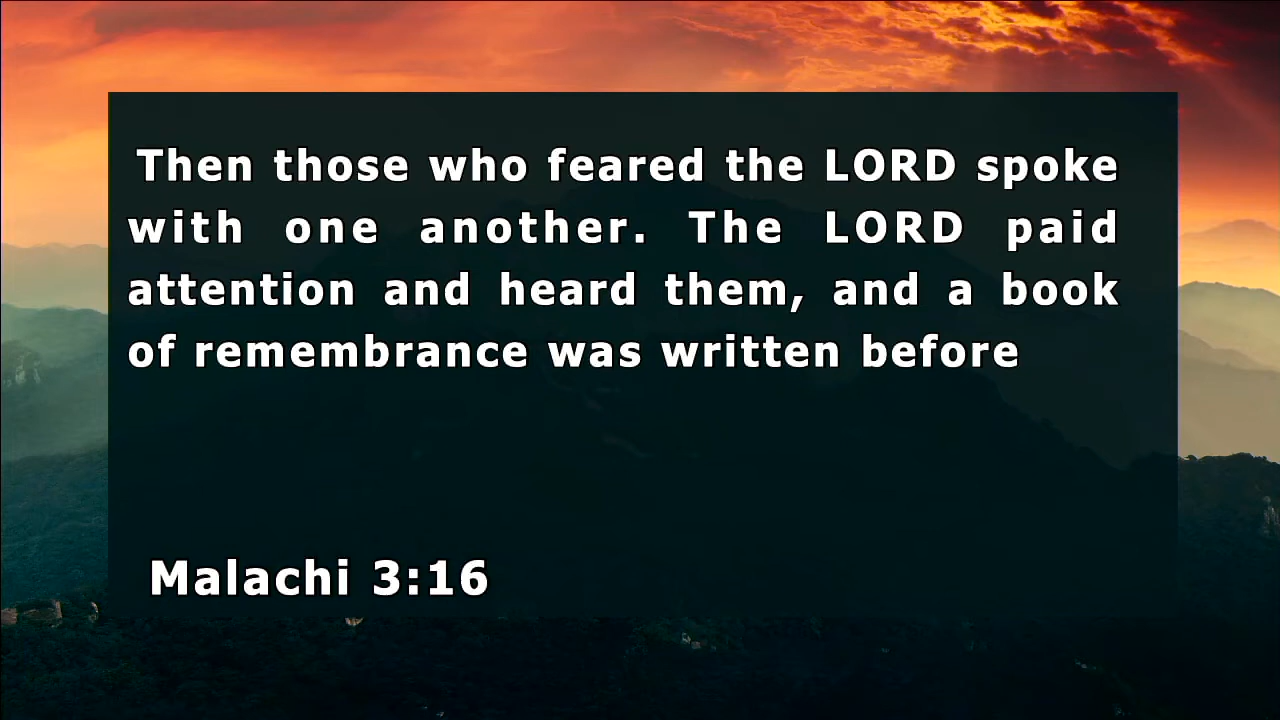 Then those who feared the LORD spoke
with one another. The LORD paid
attention and heard them, and a book
of remembrance was written before
Malachi 3:16